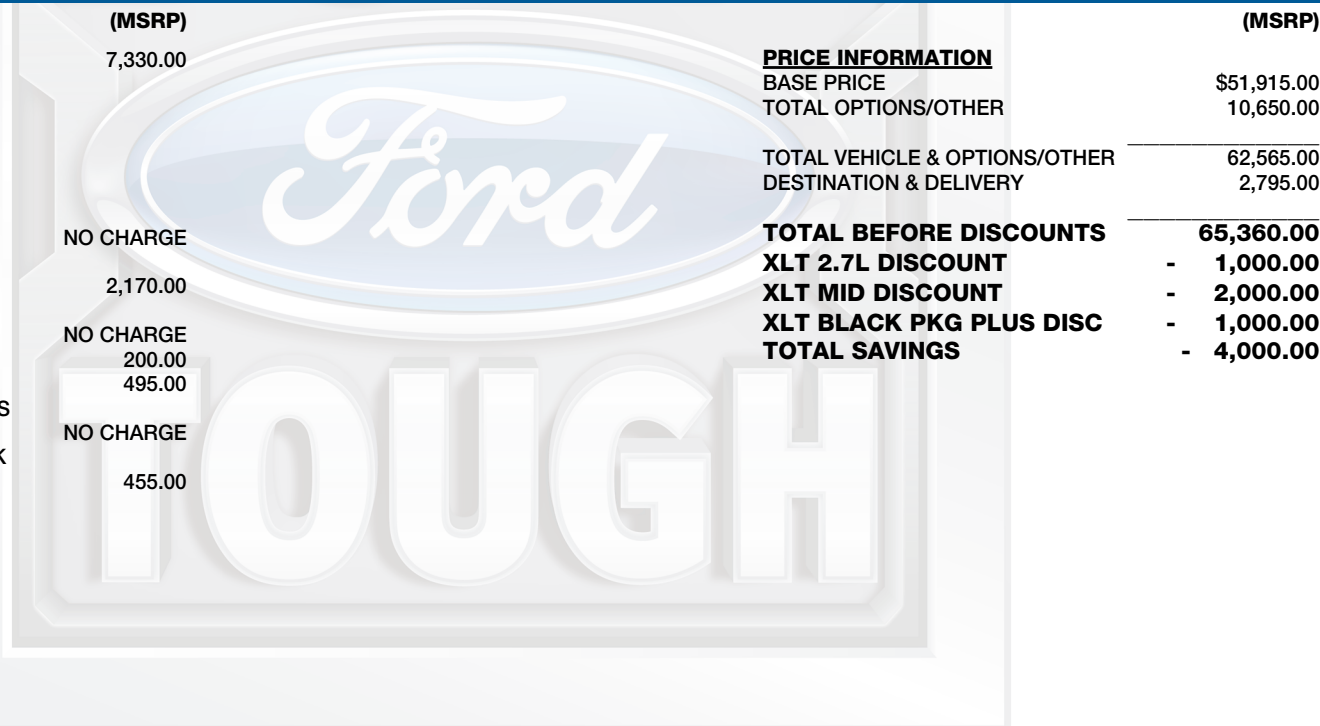 (MSRP)
7,330.00
NO CHARGE
2,170.00
NO CHARGE
200.00
495.00
S
NO CHARGE
K
455.00
Ford
TOUGH
(MSRP)
PRICE INFORMATION
BASE PRICE $51,915.00
TOTAL OPTIONS/OTHER 10,650.00
TOTAL VEHICLE & OPTIONS/OTHER 62,565.00
DESTINATION & DELIVERY 2,795.00
TOTAL BEFORE DISCOUNTS 65,360.00
XLT 2.7L DISCOUNT - 1,000.00
XLT MID DISCOUNT - 2,000.00
XLT BLACK PKG PLUS DISC - 1,000.00
TOTAL SAVINGS - 4,000.00